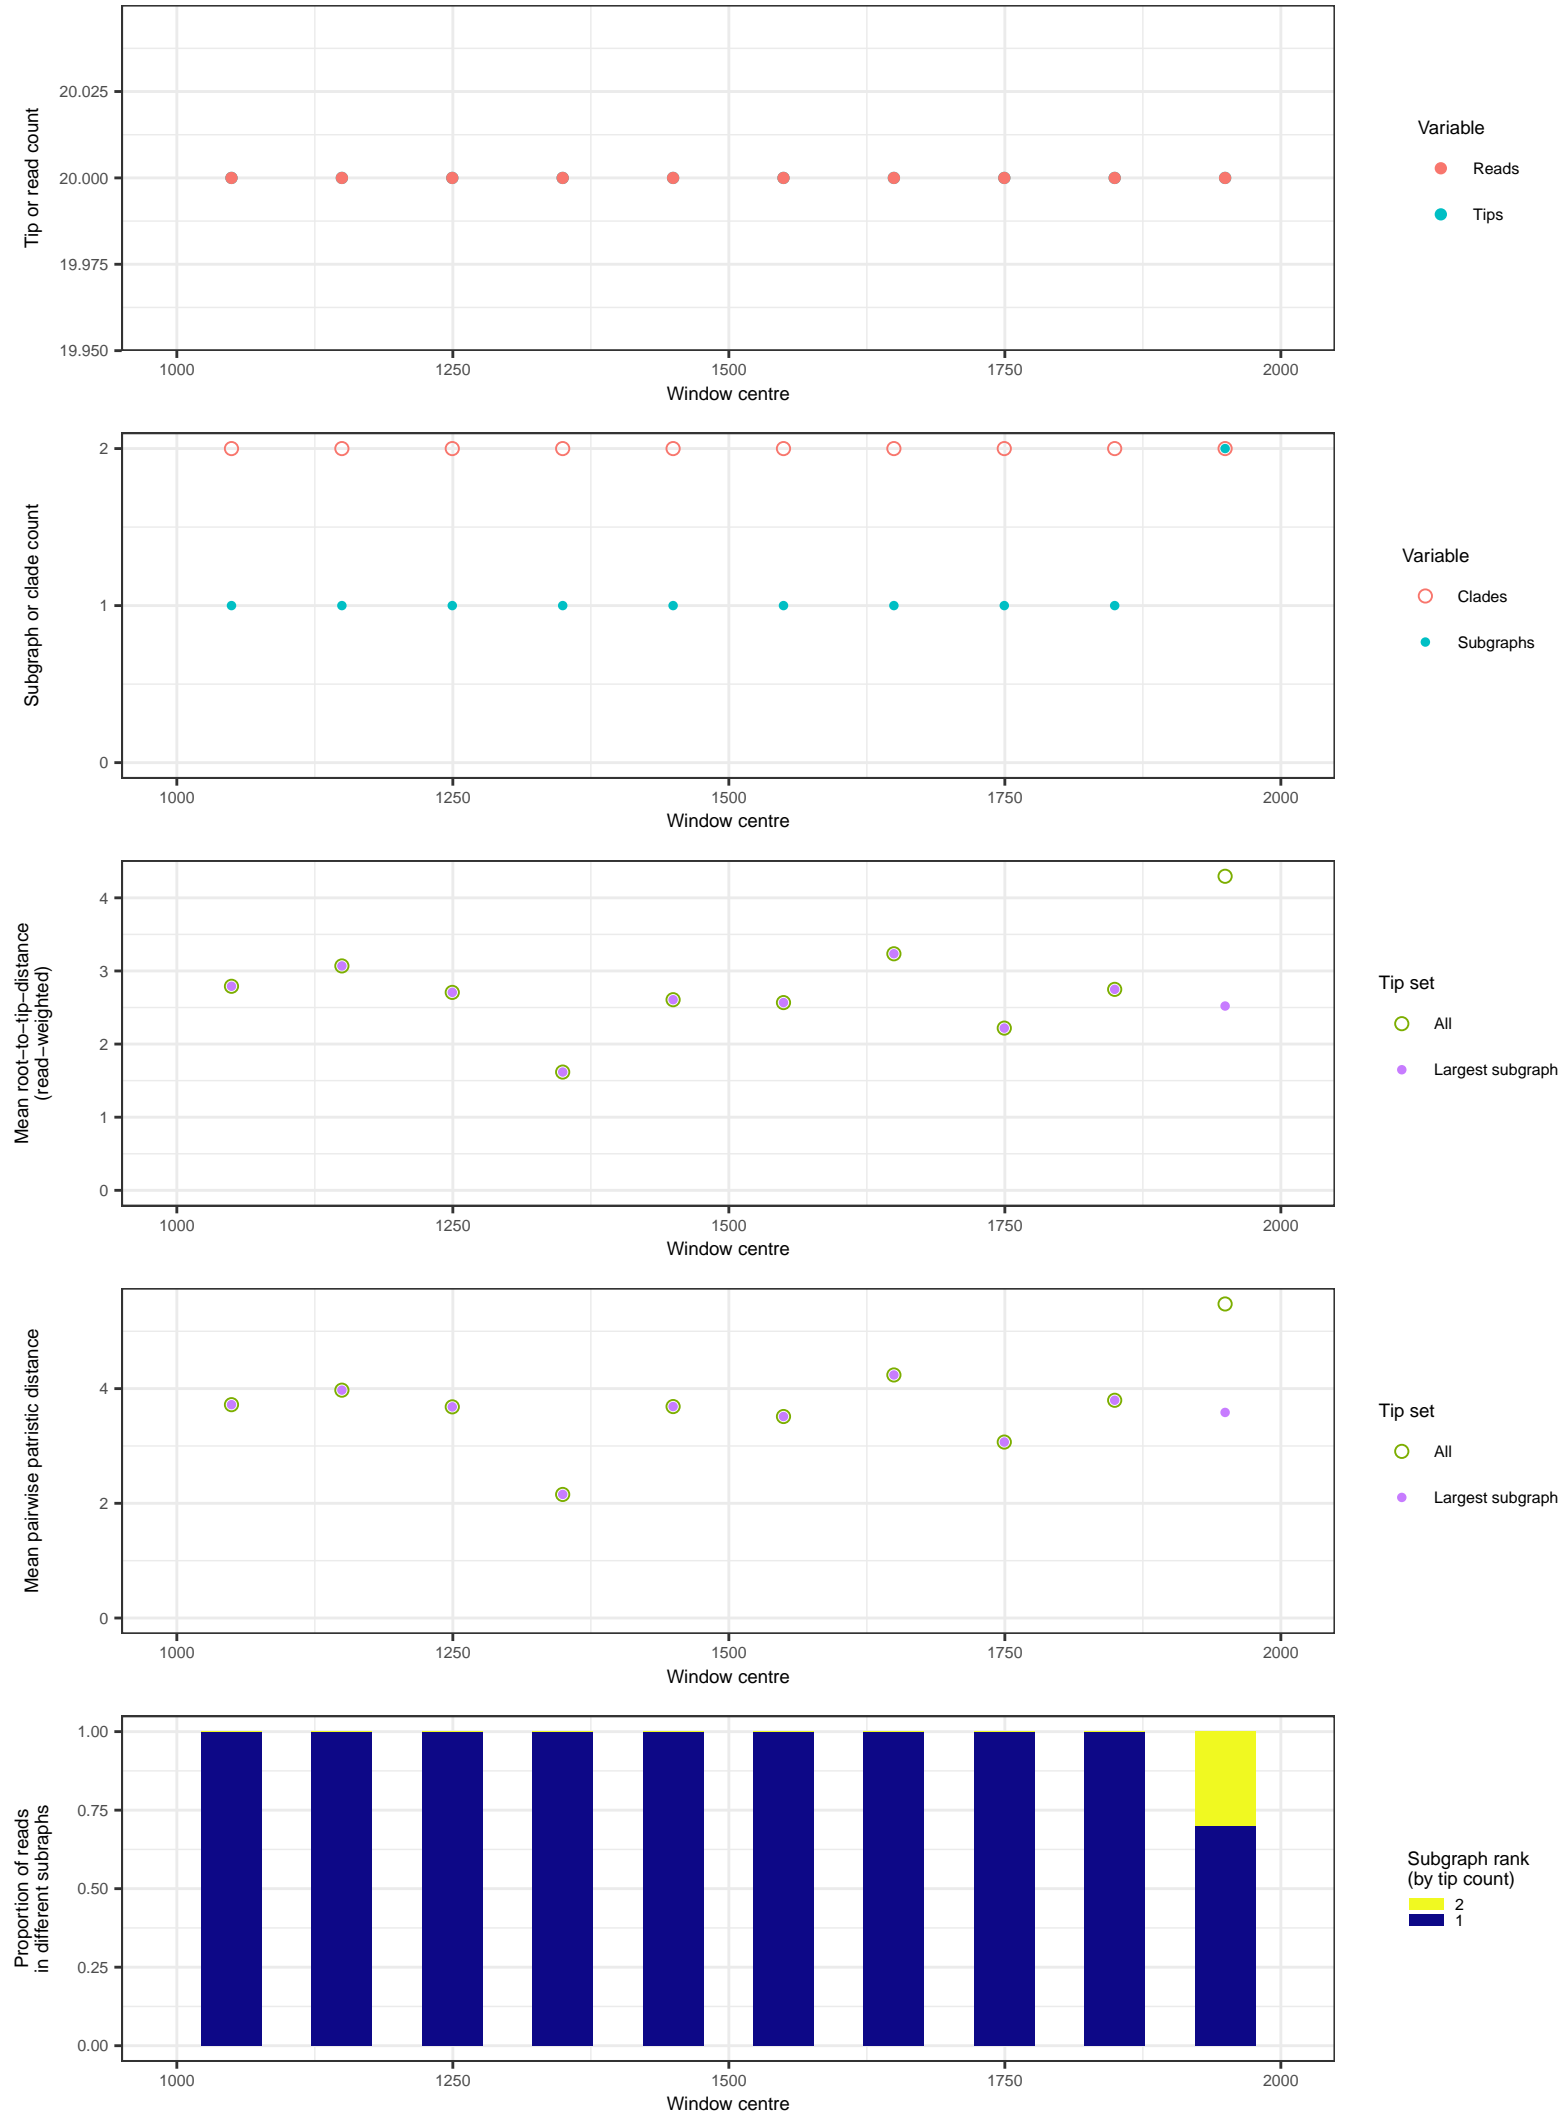 Tip or read count
20.025
20.000
19.975
19.950
1000 1250 1500 1750 2000
Window centre
Variable
Reads
Tips
Subgraph or clade count
2
1
0
1000 1250 1500 1750 2000
Window centre
Variable
Clades
Subgraphs
Mean root−to−tip−distance
(read−weighted)
4
3
2
1
0
1000 1250 1500 1750 2000
Window centre
Tip set
All
Largest subgraph
Mean pairwise patristic distance
4
2
0
1000 1250 1500 1750 2000
Window centre
Tip set
All
Largest subgraph
Proportion of reads
in different subraphs
1.00
0.75
0.50
0.25
0.00
1000 1250 1500 1750 2000
Window centre
Subgraph rank
(by tip count)
2
1